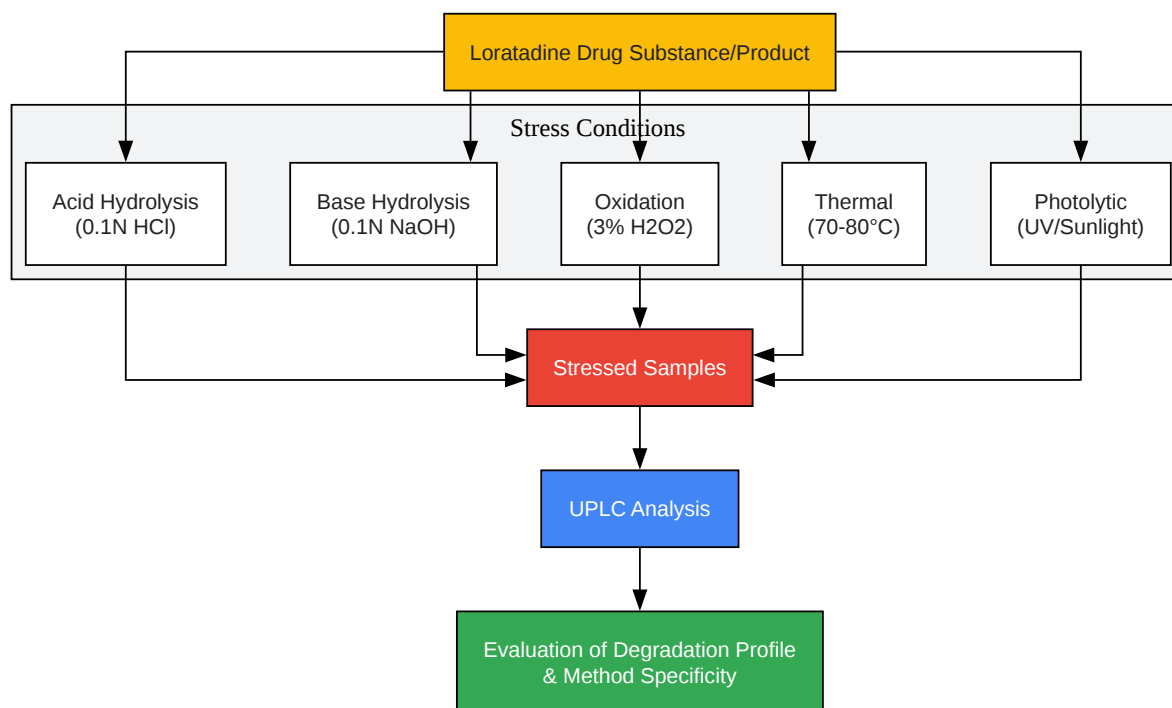 Loratadine Drug Substance/Product
Stress Conditions
Acid Hydrolysis
(0.1N HCl)
Base Hydrolysis
(0.1N NaOH)
Oxidation
(3% H2O2)
Thermal
(70-80°C)
Photolytic
(UV/Sunlight)
Stressed Samples
UPLC Analysis
Evaluation of Degradation Profile
& Method Specificity